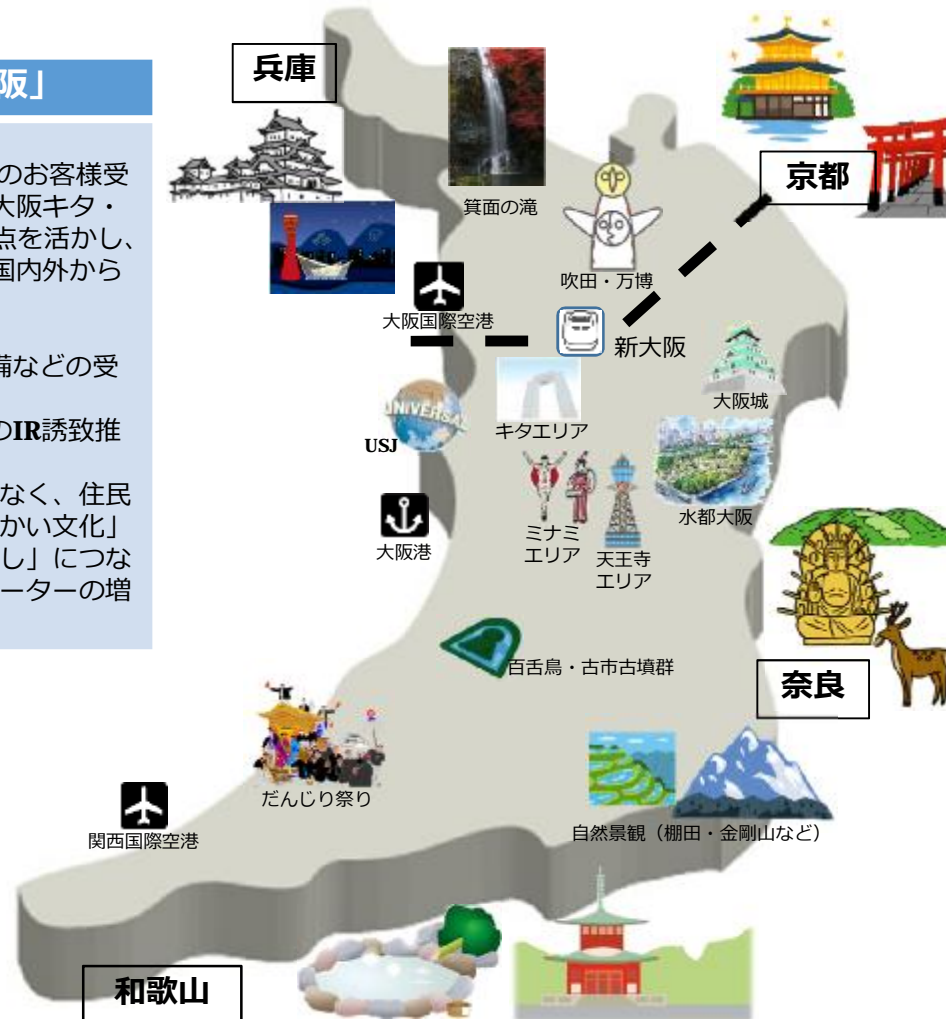 阪」
のお客様受
大阪キタ・
点を活かし、
国内外から
備などの受
のIR誘致推
なく、住民
かい文化」
し」につな
ーターの増
兵庫
京都
箕面の滝
吹田・万博
大阪国際空港
新大阪
大阪城
UNIVERSAL
USJ
キタエリア
水都大阪
大阪港
ミナミ
エリア
天王寺
エリア
百舌鳥・古市古墳群
奈良
だんじり祭り
関西国際空港
自然景観（棚田・金剛山など）
和歌山